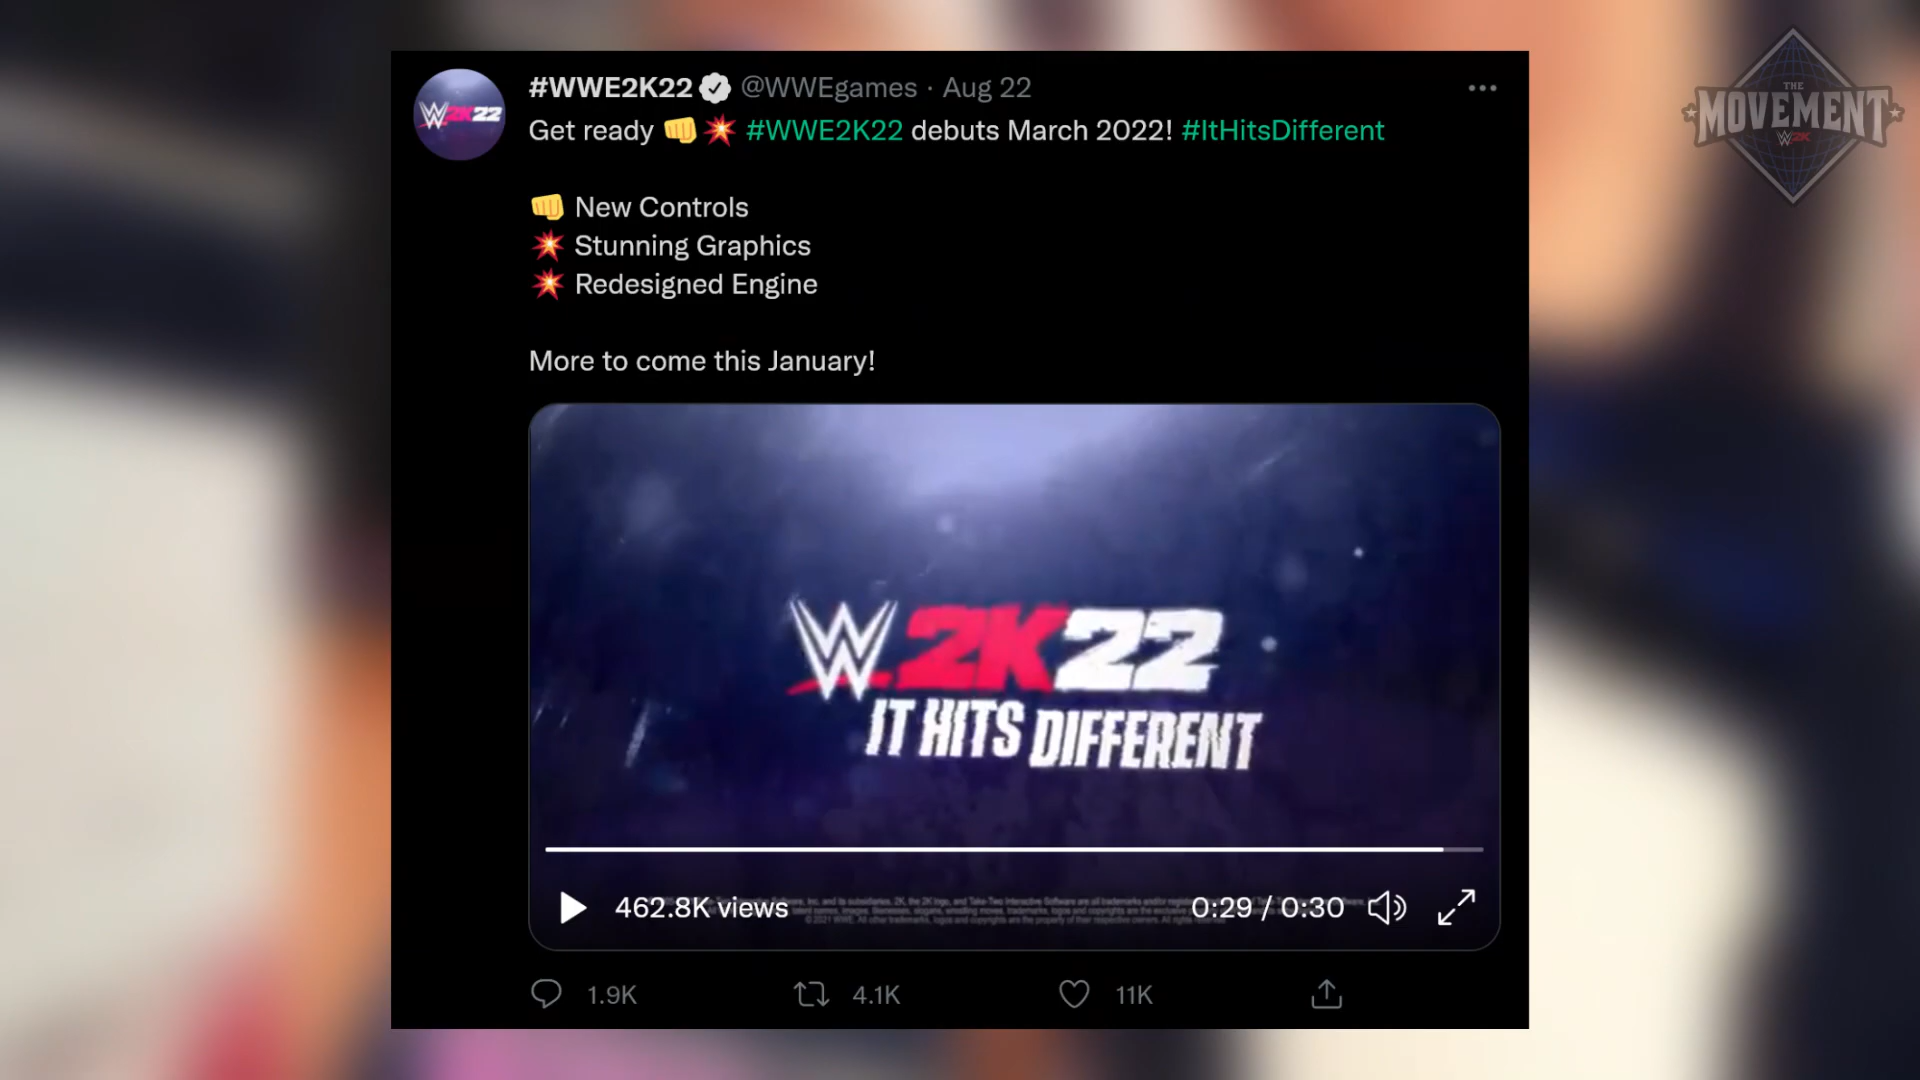 #WWE2K22 @WWEgames · Aug 22
Get ready 👊💥 #WWE2K22 debuts March 2022! #ItHitsDifferent
👊 New Controls
💥 Stunning Graphics
💥 Redesigned Engine
More to come this January!
W 2K22
W 2K22
IT HITS DIFFERENT
462.8K views 0:29 / 0:30
1.9K 4.1K 11K
THE
MOVEMENT
W 2K